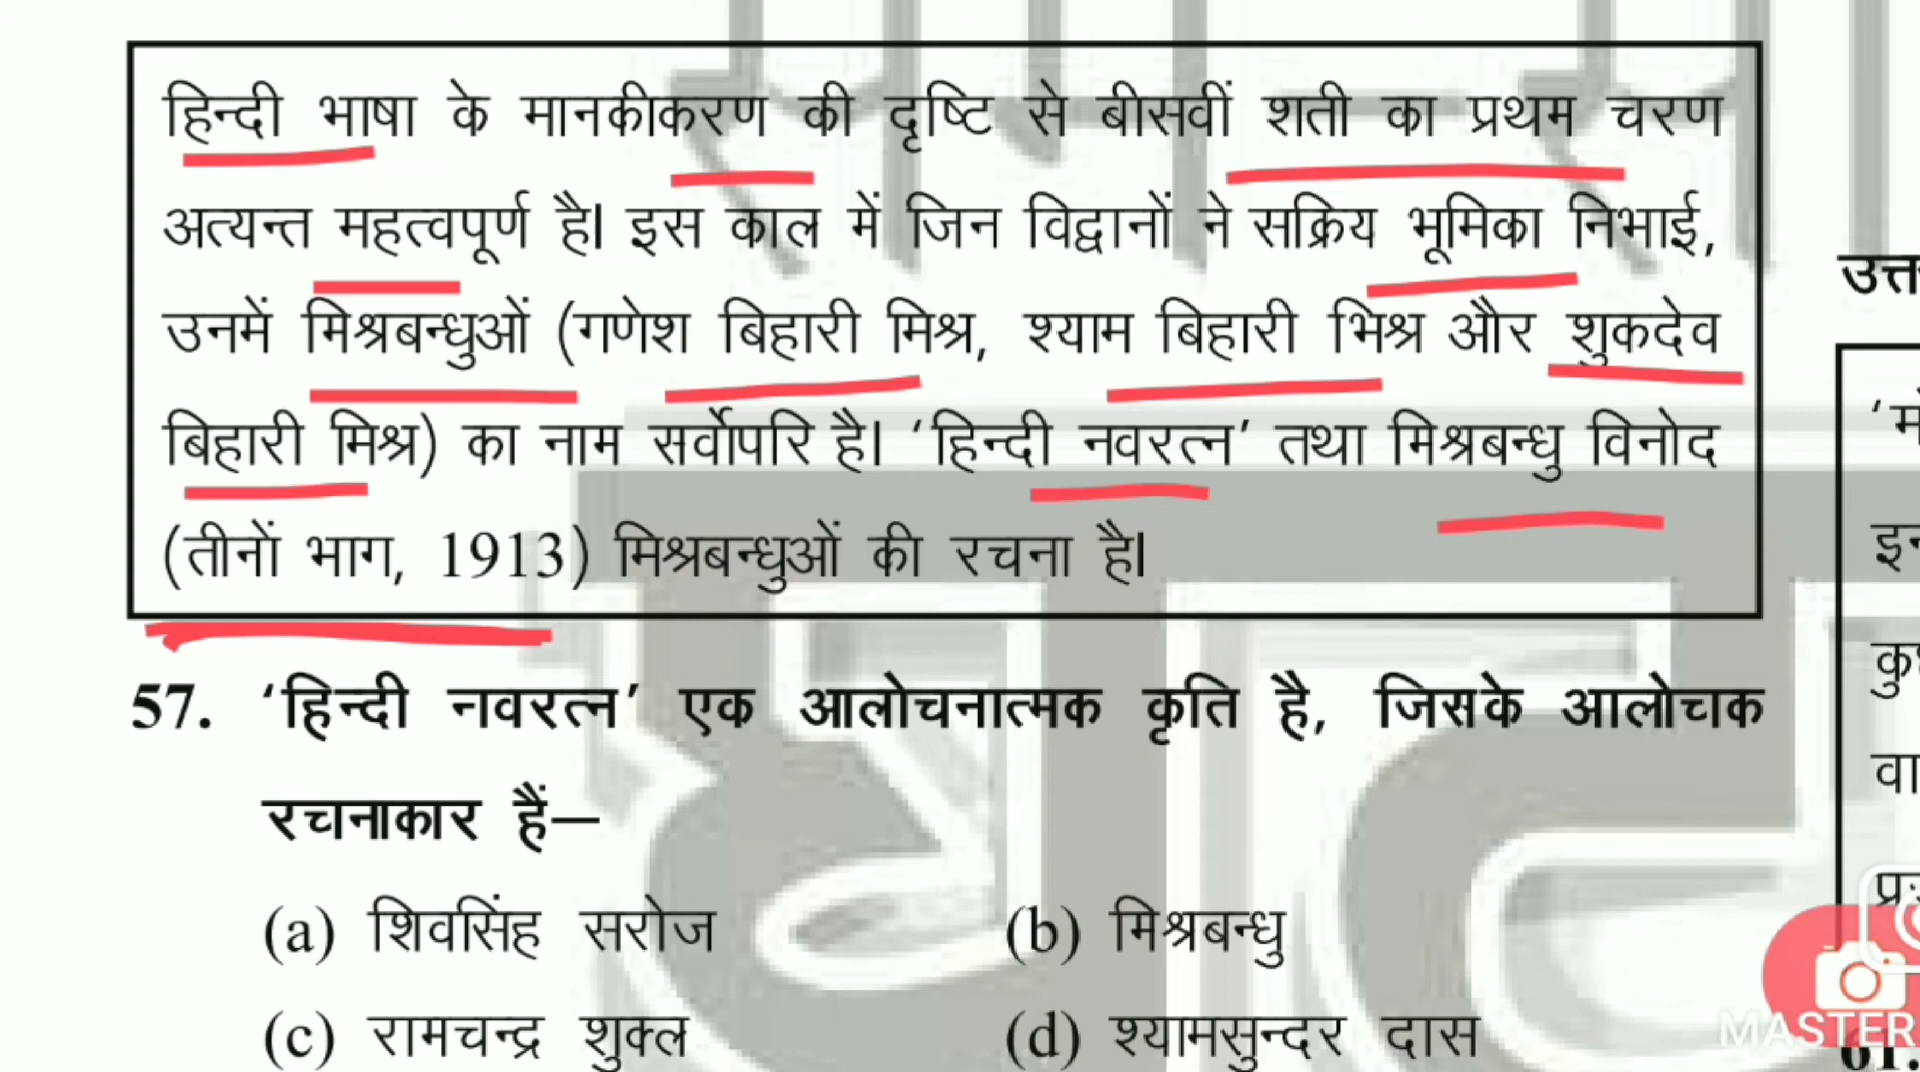 हिन्दी भाषा के मानकीकरण की दृष्टि से बीसवीं शती का प्रथम चरण
अत्यन्त महत्वपूर्ण है। इस काल में जिन विद्वानों ने सक्रिय भूमिका निभाई,
उनमें मिश्रबन्धुओं (गणेश बिहारी मिश्र, श्याम बिहारी भिश्र और शुकदेव
बिहारी मिश्र) का नाम सर्वोपरि है। ‘हिन्दी नवरत्न’ तथा मिश्रबन्धु विनोद
(तीनों भाग, 1913) मिश्रबन्धुओं की रचना है।
57. ‘हिन्दी नवरत्न’ एक आलोचनात्मक कृति है, जिसके आलोचक
रचनाकार हैं—
(a) शिवसिंह सरोज (b) मिश्रबन्धु
(c) रामचन्द्र शुक्ल (d) श्यामसुन्दर दास
MASTER